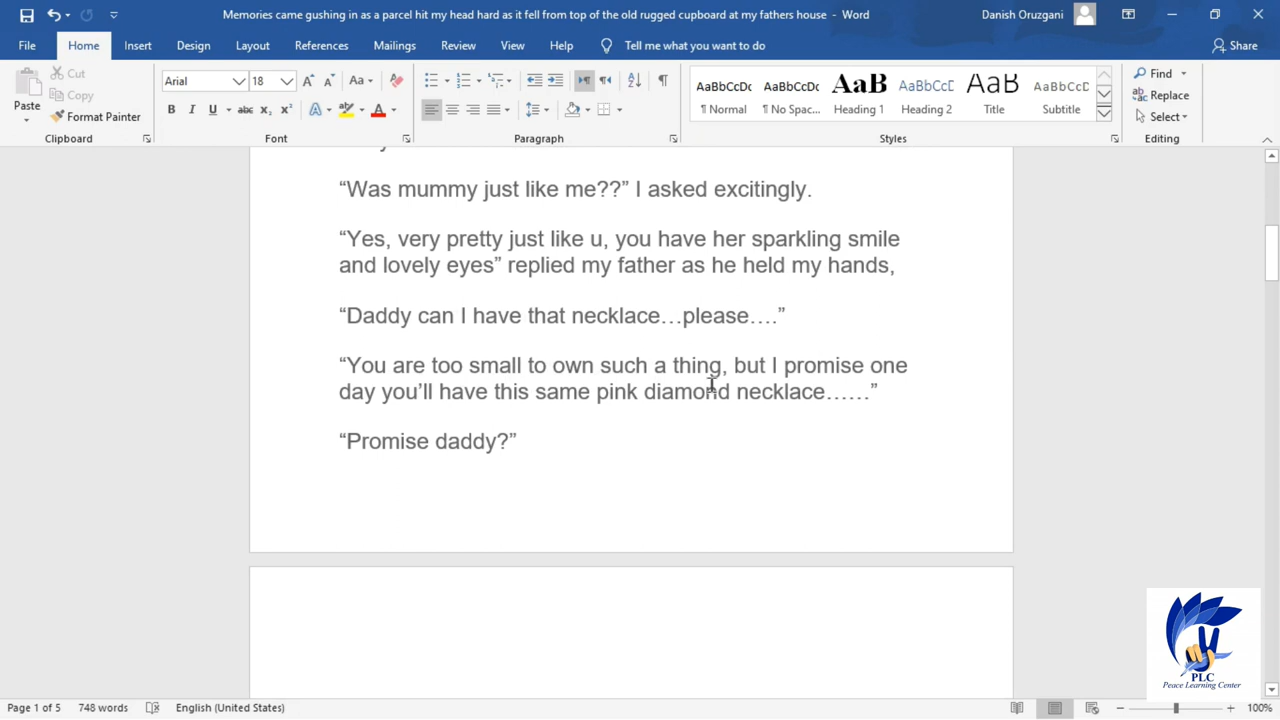 Memories came gushing in as a parcel hit my head hard as it fell from top of the old rugged cupboard at my fathers house - Word
Danish Oruzgani
File Home Insert Design Layout References Mailings Review View Help Tell me what you want to do Share
Paste
Cut
Copy
Format Painter
Clipboard
Arial 18
Font
Paragraph
AaBbCcDc AaBbCcDc AaB AaBbCcD AaB AaBbCcD
¶ Normal ¶ No Spac... Heading 1 Heading 2 Title Subtitle
Styles
Find
Replace
Select
Editing
“Was mummy just like me??” I asked excitingly.
“Yes, very pretty just like u, you have her sparkling smile
and lovely eyes” replied my father as he held my hands,
“Daddy can I have that necklace…please….”
“You are too small to own such a thing, but I promise one
day you’ll have this same pink diamond necklace……”
“Promise daddy?”
PLC
Peace Learning Center
Page 1 of 5 748 words English (United States) 100%